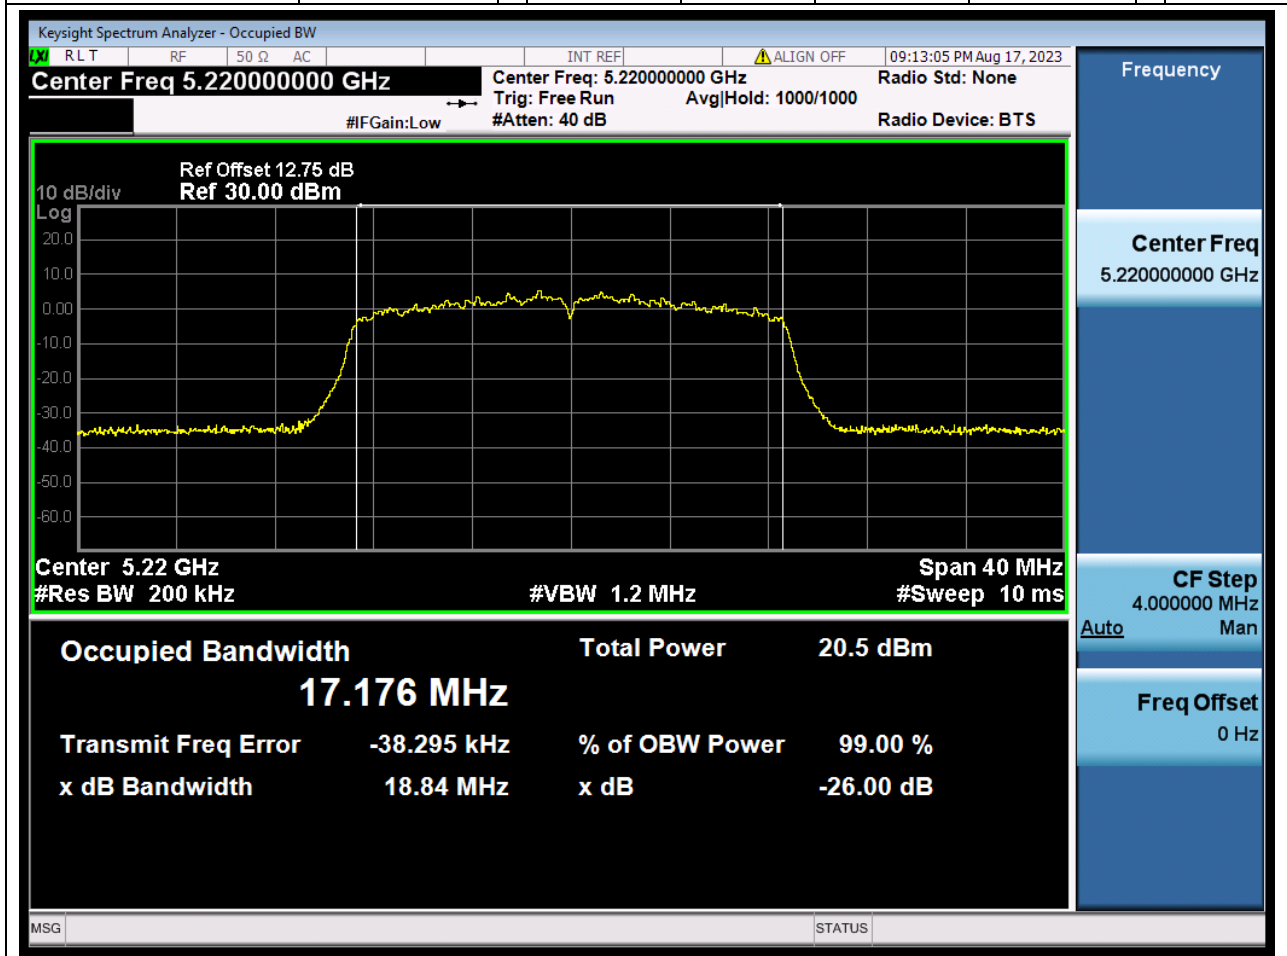 Keysight Spectrum Analyzer - Occupied BW
LXI RLT RF 50 Ω AC INT REF ALIGN OFF 09:13:05 PM Aug 17, 2023
Center Freq 5.220000000 GHz
Center Freq: 5.220000000 GHz Radio Std: None
Trig: Free Run Avg|Hold: 1000/1000
#IFGain:Low #Atten: 40 dB Radio Device: BTS
Ref Offset 12.75 dB
10 dB/div Ref 30.00 dBm
Log
20.0
10.0
0.00
-10.0
-20.0
-30.0
-40.0
-50.0
-60.0
Center 5.22 GHz Span 40 MHz
#Res BW 200 kHz #VBW 1.2 MHz #Sweep 10 ms
Occupied Bandwidth Total Power 20.5 dBm
17.176 MHz
Transmit Freq Error -38.295 kHz % of OBW Power 99.00 %
x dB Bandwidth 18.84 MHz x dB -26.00 dB
MSG STATUS
Frequency
Center Freq
5.220000000 GHz
CF Step
4.000000 MHz
Auto Man
Freq Offset
0 Hz